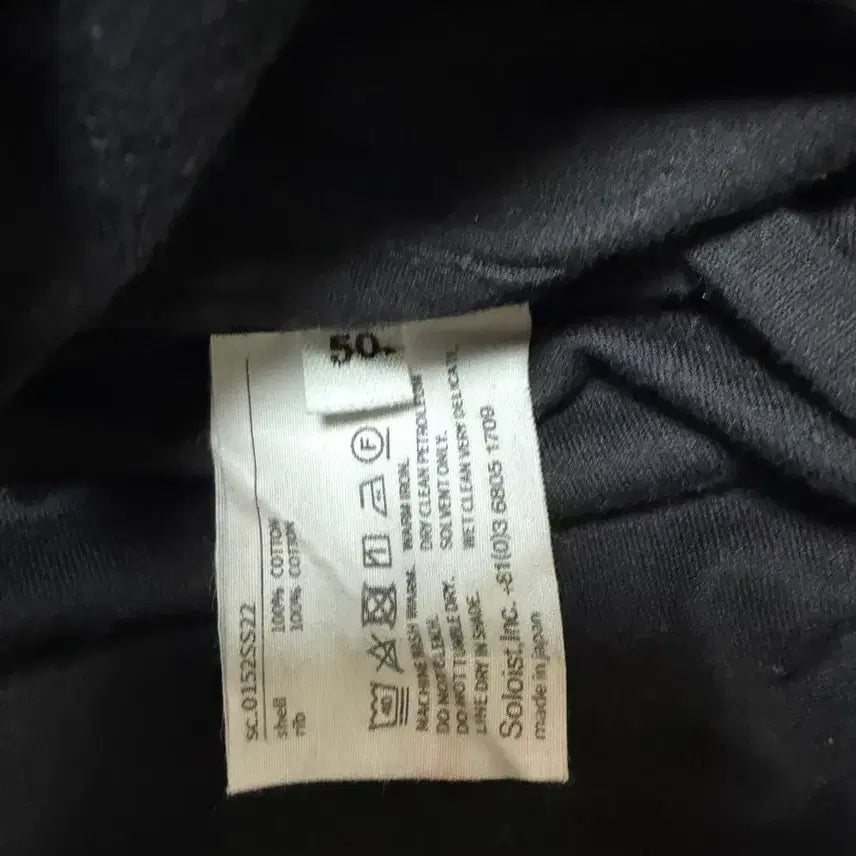 50.
sc.0152SS22
shell 100% COTTON
rib 100% COTTON
40
F
MACHINE WASH WARM. WARM IRON.
DO NOT BLEACH. DRY CLEAN PETROLEUM
DO NOT TUMBLE DRY. SOLVENT ONLY.
LINE DRY IN SHADE. WET CLEAN VERY DELICATE.
Soloist,Inc. +81(0)3 6805 1709
made in japan